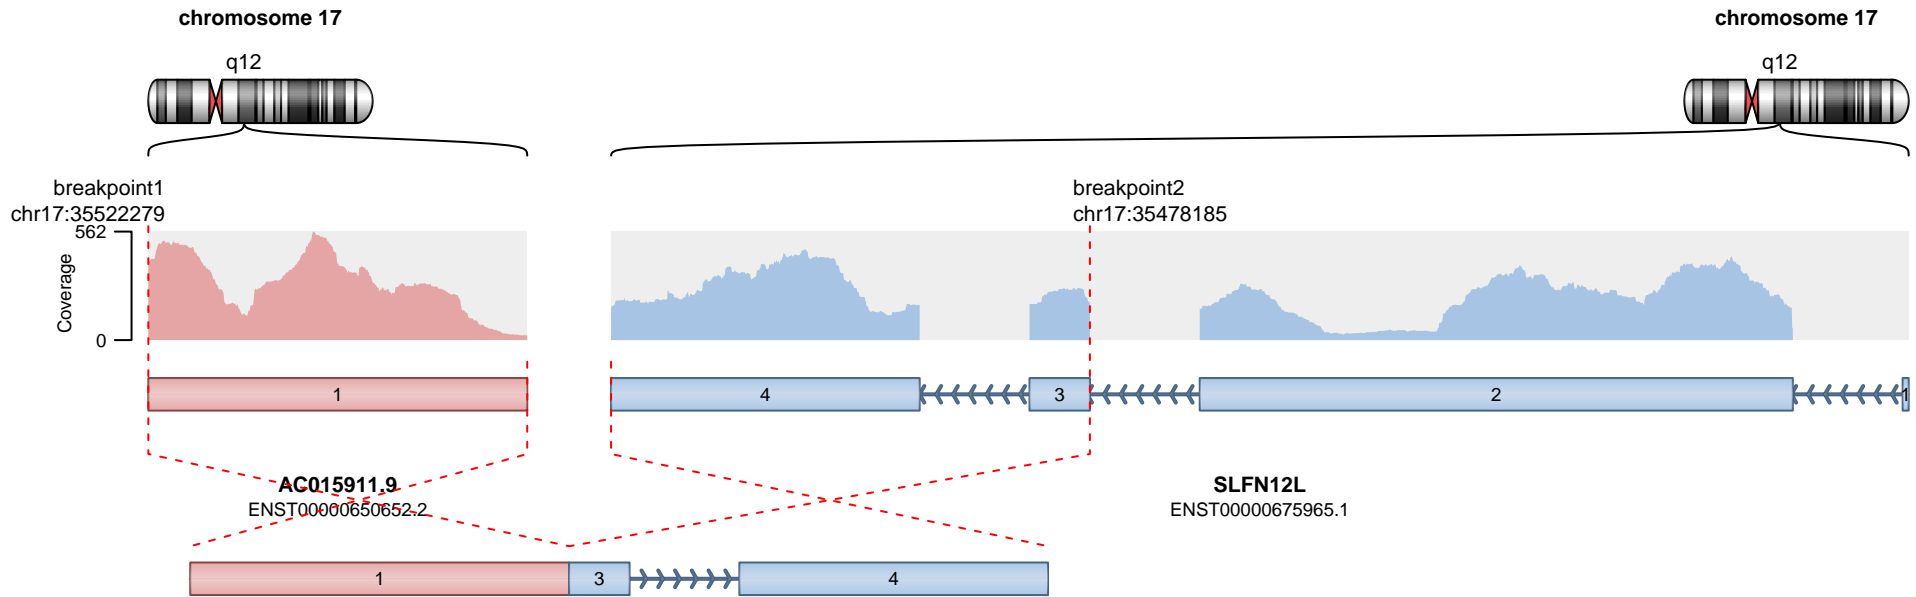 chromosome 17
chromosome 17
q12
q12
breakpoint1
chr17:35522279
breakpoint2
chr17:35478185
562
Coverage
0
1
4
3
2
1
AC015911.9
ENST00000650652.2
SLFN12L
ENST00000675965.1
1
3
4